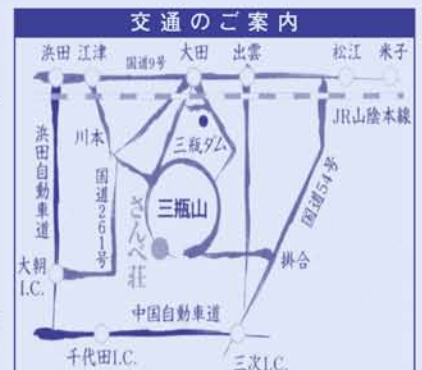 交通のご案内
浜田
江津
国道9号
大田
出雲
松江
米子
JR山陰本線
川本
三瓶ダム
浜田自動車道
国道261号
三瓶山
さんべ荘
国道54号
掛合
大朝
I.C.
中国自動車道
千代田I.C.
三次I.C.